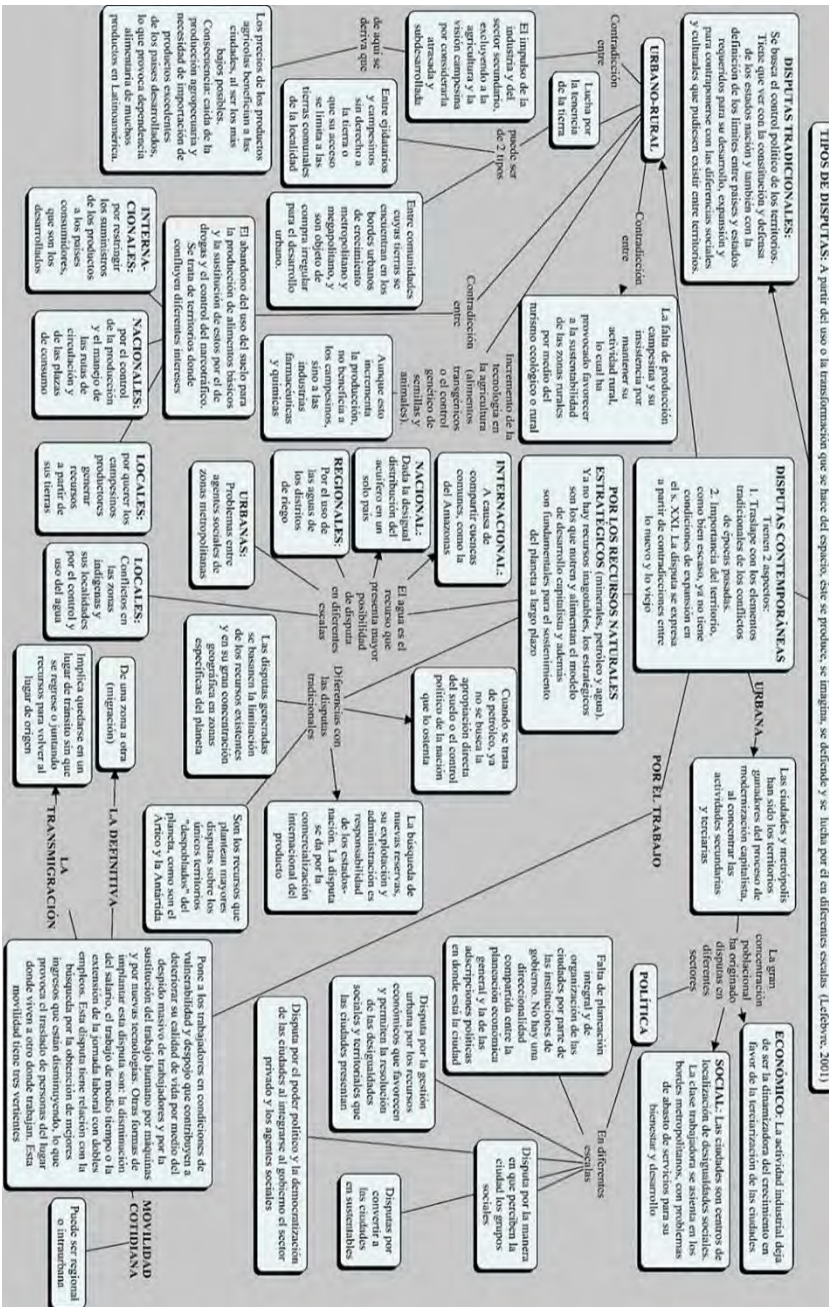 TIPOS DE DISPUTAS: A partir del uso o la transformación que se hace del espacio, éste se produce, se imagina, se defiende y se lucha por él en diferentes escalas (Lefebvre, 2001)
DISPUTAS TRADICIONALES:
Se busca el control político de los territorios.
Tiene que ver con la constitución y defensa
de los estados nación y también con la
definición de los límites entre países y estados
requeridos para su desarrollo, expansión y
para contraponerse con las diferencias sociales
y culturales que pudiesen existir entre territorios.
URBANO-RURAL
Contradicción
entre
El impulso de la
industria y del
sector secundario,
excluyendo a la
agricultura y la
visión campesina
por considerarla
atrasada y
subdesarrollada
de aquí se
deriva que
Los precios de los productos
agrícolas benefician a las
ciudades, al ser los más
bajos posibles.
Consecuencia: caída de la
producción agropecuaria y
necesidad de importación de
productos excedentes
de los países desarrollados,
lo que provoca dependencia
alimentaria de muchos
productos en Latinoamérica.
Lucha por
la tenencia
de la tierra
puede ser
de 2 tipos
Entre ejidatarios
y campesinos
sin derecho a
la tierra o
que su acceso
se limita a las
tierras comunales
de la localidad
Entre comunidades
cuyas tierras se
encuentran en los
bordes urbanos
de crecimiento
metropolitano y
megapolitano, y
son objeto de
compra irregular
para el desarrollo
urbano.
Contradicción
entre
El abandono del uso del suelo para
la producción de alimentos básicos
y la sustitución de estos por el de
drogas y el control del narcotráfico.
Se trata de territorios donde
confluyen diferentes intereses
INTERNA-
CIONALES:
por restringir
los suministros
de los productos
a los países
consumidores,
que son los
desarrollados
NACIONALES:
por el control
de la producción
y el manejo de
las rutas de
circulación y
de las plazas
de consumo
LOCALES:
por querer los
campesinos
productores
generar
recursos
a partir de
sus tierras
Contradicción
entre
La falta de producción
campesina y su
insistencia por
mantener su
actividad rural,
lo cual ha
provocado favorecer
a la sustentabilidad
de las zonas rurales
por medio del
turismo ecológico o rural
Incremento de la
tecnología en
la agricultura
(alimentos
transgénicos
o el control
genético de
semillas y
animales).
Aunque esto
incrementa
la producción,
no beneficia a
los campesinos,
sino a las
industrias
farmacéuticas
y químicas
DISPUTAS CONTEMPORÁNEAS
Tienen 2 aspectos:
1. Traslape con los elementos
tradicionales de los conflictos
de épocas pasadas.
2. Importancia del territorio,
como bien escaso, ya no tiene
condiciones de expansión en
el s. XXI. La disputa se expresa
a partir de contradicciones entre
lo nuevo y lo viejo
POR LOS RECURSOS NATURALES
ESTRATÉGICOS (minerales, petróleo y agua).
Ya no hay recursos inagotables, los estratégicos
son los que nutren y alimentan el modelo
de desarrollo capitalista y además
son fundamentales para el sostenimiento
del planeta a largo plazo
El agua es el
recurso que
presenta mayor
posibilidad
de disputa
en diferentes
escalas
INTERNACIONAL:
A causa de
compartir cuencas
comunes, como la
del Amazonas
NACIONAL:
Dada la desigual
distribución del
acuífero en un
solo país
REGIONALES:
Por el uso de
las aguas de
los distritos
de riego
URBANAS:
Problemas entre
agentes sociales de
zonas metropolitanas
LOCALES:
Conflictos en
las zonas
indígenas y
sus localidades
por el control y
uso del agua
Diferencias con
las disputas
tradicionales
Cuando se trata
de petróleo, ya
no se busca la
apropiación directa
del suelo o el control
político de la nación
que lo ostenta
La búsqueda de
nuevas reservas,
su explotación y
administración es
responsabilidad
de los estados-
nación. La disputa
se da por la
comercialización
internacional del
producto
Las disputas generadas
se basanen la limitación
de los recursos existentes
y en su gran concentración
geográfica en zonas
específicas del planeta
Son los recursos que
plantean mayores
disputas sobre los
únicos territorios
"despoblados" del
planeta, como son el
Ártico y la Antártida
URBANA
Las ciudades y metrópolis
han sido los territorios
ganadores del proceso de
modernización capitalista,
al concentrar las
actividades secundarias
y terciarias
La gran
concentración
poblacional
ha originado
disputas en
diferentes
sectores
ECONÓMICO: La actividad industrial deja
de ser la dinamizadora del crecimiento en
favor de la terciarización de las ciudades
SOCIAL: Las ciudades son centros de
localización de desigualdades sociales.
La clase trabajadora se asienta en los
bordes metropolitanos, con problemas
de abasto de servicios para su
bienestar y desarrollo
POLÍTICA
En diferentes
escalas
Falta de planeación
integral y de
organización de las
ciudades por parte de
las instituciones de
gobierno. No hay una
direccionalidad
compartida entre la
planeación económica
general y la de las
adscripciones políticas
en donde está la ciudad
Disputa por la gestión
urbana por los recursos
económicos que favorecen
y permiten la resolución
de las desigualdades
sociales y territoriales que
las ciudades presentan
Disputa por el poder político y la democratización
de las ciudades al integrarse al gobierno el sector
privado y los agentes sociales
Disputa por la manera
en que perciben la
ciudad los grupos
sociales
Disputas por
convertir a
las ciudades
en sustentables
POR EL TRABAJO
Pone a los trabajadores en condiciones de
vulnerabilidad y despojo que contribuyen a
deteriorar su calidad de vida por medio del
despido masivo de trabajadores y por la
sustitución del trabajo humano por máquinas
y por nuevas tecnologías. Otras formas de
implantar esta disputa son: la disminución
del salario, el trabajo de medio tiempo o la
extensión de la jornada laboral con dobles
empleos. Esta disputa tiene relación con la
búsqueda por la obtención de mejores
ingresos que están disminuyendo, lo que
provoca el traslado de personas del lugar
donde viven a otro donde trabajan. Esta
movilidad tiene tres vertientes
LA DEFINITIVA
De una zona a otra
(migración)
LA
TRANSMIGRACIÓN
Implica quedarse en un
lugar de tránsito sin que
se regrese o juntando
recursos para volver al
lugar de origen
MOVILIDAD
COTIDIANA
Puede ser regional
o intraurbana